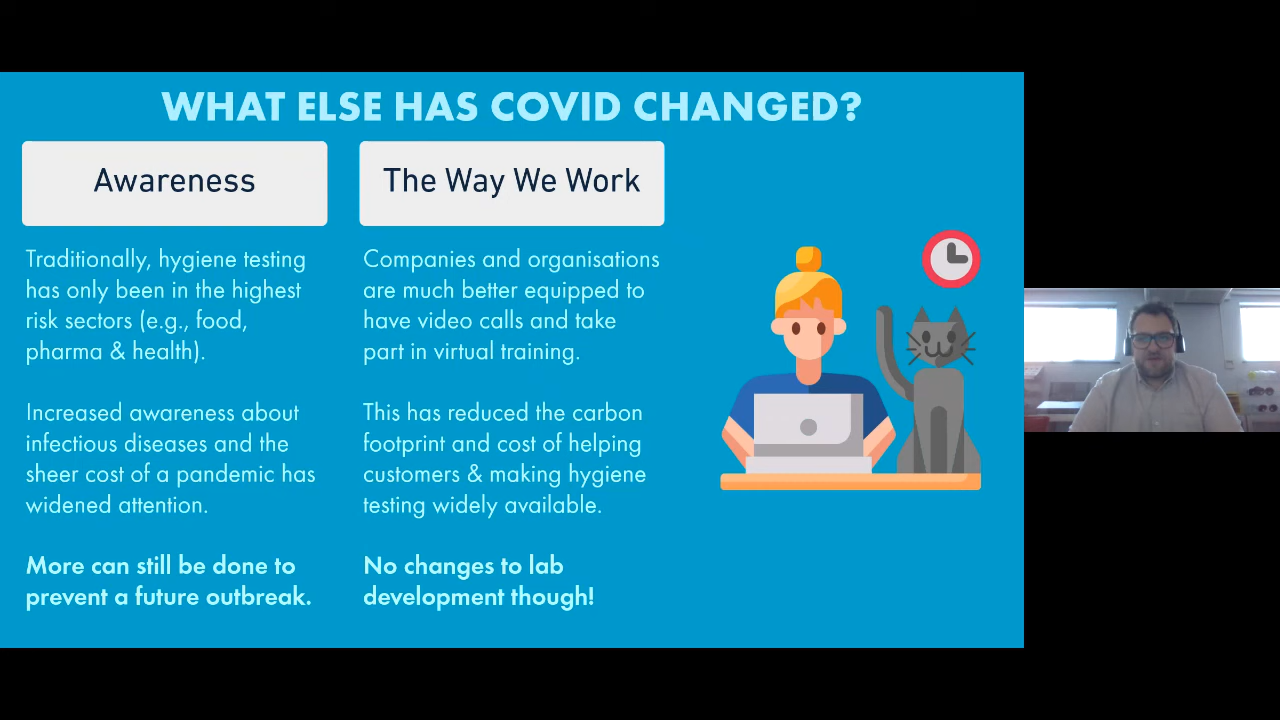 WHAT ELSE HAS COVID CHANGED?
Awareness
Traditionally, hygiene testing
has only been in the highest
risk sectors (e.g., food,
pharma & health).
Increased awareness about
infectious diseases and the
sheer cost of a pandemic has
widened attention.
More can still be done to
prevent a future outbreak.
The Way We Work
Companies and organisations
are much better equipped to
have video calls and take
part in virtual training.
This has reduced the carbon
footprint and cost of helping
customers & making hygiene
testing widely available.
No changes to lab
development though!